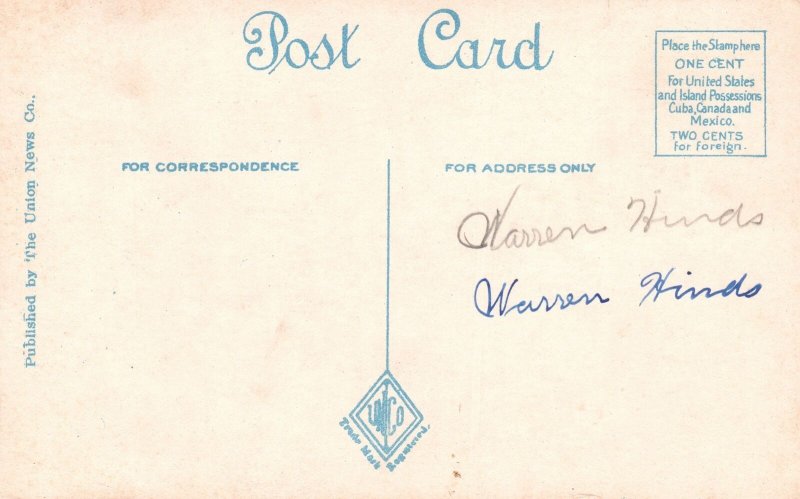 Post Card
Place the Stamp here
ONE CENT
For United States
and Island Possessions
Cuba, Canada and
Mexico.
TWO CENTS
for foreign.
Published by The Union News Co..
FOR CORRESPONDENCE
FOR ADDRESS ONLY
Warren Hinds
Warren Hinds
UNCo
Trade Mark Registered.